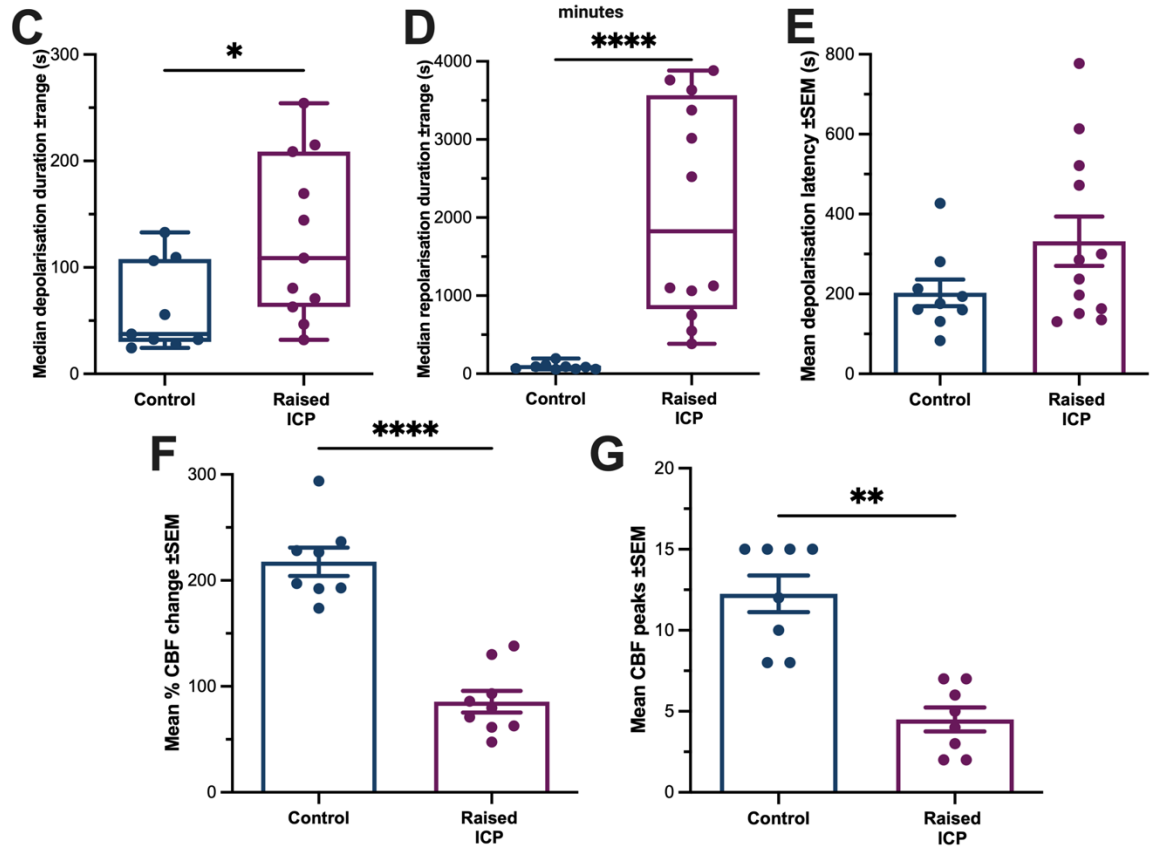 minutes
C
Median depolarisation duration ±range (s)
300
200
100
0
*
Control
Raised
ICP
D
Median repolarisation duration ±range (s)
4000
3000
2000
1000
0
****
Control
Raised
ICP
E
Mean depolarisation latency ±SEM (s)
800
600
400
200
0
Control
Raised
ICP
F
Mean % CBF change ±SEM
300
200
100
0
****
Control
Raised
ICP
G
Mean CBF peaks ±SEM
20
15
10
5
0
**
Control
Raised
ICP